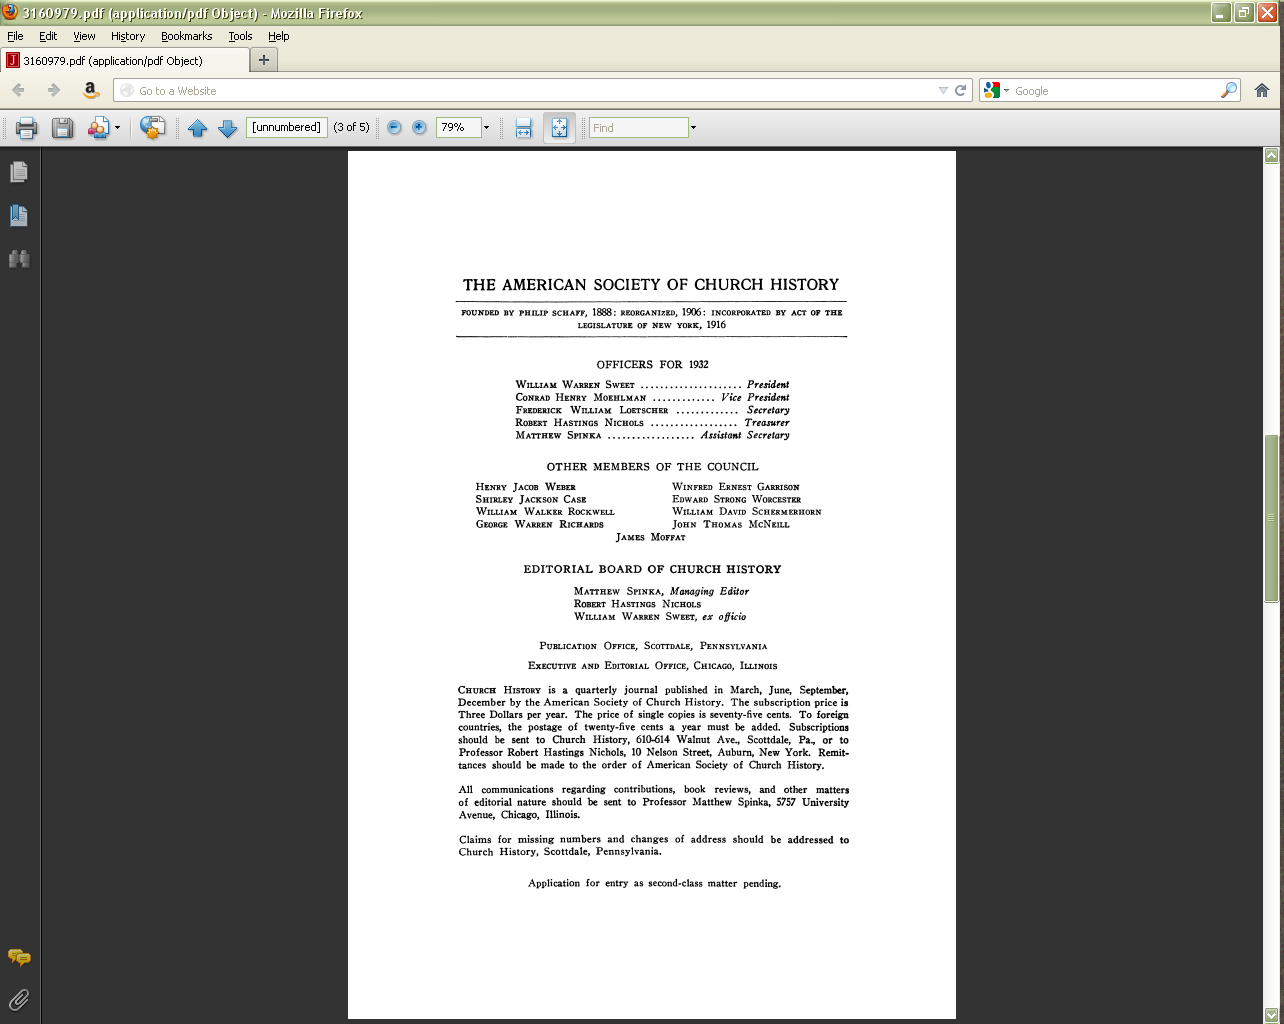 3160979.pdf (application/pdf Object) - Mozilla Firefox
File Edit View History Bookmarks Tools Help
3160979.pdf (application/pdf Object)
Go to a Website
Google
[unnumbered] (3 of 5) 79% Find
THE AMERICAN SOCIETY OF CHURCH HISTORY
FOUNDED BY PHILIP SCHAFF, 1888: REORGANIZED, 1906: INCORPORATED BY ACT OF THE
LEGISLATURE OF NEW YORK, 1916
OFFICERS FOR 1932
WILLIAM WARREN SWEET ..................... President
CONRAD HENRY MOEHLMAN ............. Vice President
FREDERICK WILLIAM LOETSCHER ............. Secretary
ROBERT HASTINGS NICHOLS .................. Treasurer
MATTHEW SPINKA .................. Assistant Secretary
OTHER MEMBERS OF THE COUNCIL
HENRY JACOB WEBER WINFRED ERNEST GARRISON
SHIRLEY JACKSON CASE EDWARD STRONG WORCESTER
WILLIAM WALKER ROCKWELL WILLIAM DAVID SCHERMERHORN
GEORGE WARREN RICHARDS JOHN THOMAS MCNEILL
JAMES MOFFAT
EDITORIAL BOARD OF CHURCH HISTORY
MATTHEW SPINKA, Managing Editor
ROBERT HASTINGS NICHOLS
WILLIAM WARREN SWEET, ex officio
PUBLICATION OFFICE, SCOTTDALE, PENNSYLVANIA
EXECUTIVE AND EDITORIAL OFFICE, CHICAGO, ILLINOIS
CHURCH HISTORY is a quarterly journal published in March, June, September,
December by the American Society of Church History. The subscription price is
Three Dollars per year. The price of single copies is seventy-five cents. To foreign
countries, the postage of twenty-five cents a year must be added. Subscriptions
should be sent to Church History, 610-614 Walnut Ave., Scottdale, Pa., or to
Professor Robert Hastings Nichols, 10 Nelson Street, Auburn, New York. Remit-
tances should be made to the order of American Society of Church History.
All communications regarding contributions, book reviews, and other matters
of editorial nature should be sent to Professor Matthew Spinka, 5757 University
Avenue, Chicago, Illinois.
Claims for missing numbers and changes of address should be addressed to
Church History, Scottdale, Pennsylvania.
Application for entry as second-class matter pending.